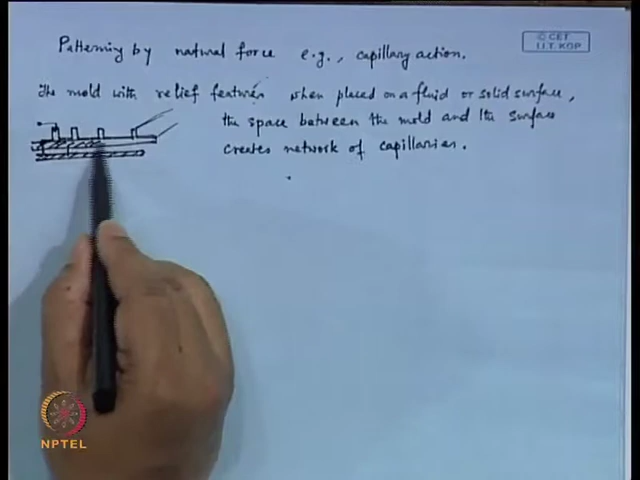 Patterning by natural force e.g., capillary action.
© CET
I.I.T. KGP
The mold with relief features when placed on a fluid or solid surface,
the space between the mold and the surface
creates network of capillaries.
NPTEL